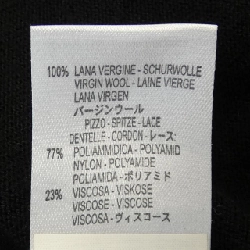 100% LANA VERGINE - SCHURWOLLE
VIRGIN WOOL - LAINE VIERGE
LANA VIRGEN
バージンウール
PIZZO - SPITZE - LACE
DENTELLE - CORDON - レース:
77% POLIAMMIDICA - POLYAMID
NYLON - POLYAMIDE
POLIAMIDA - ポリアミド
23% VISCOSA - VISKOSE
VISCOSE - VISCOSE
VISCOSA - ヴィスコース